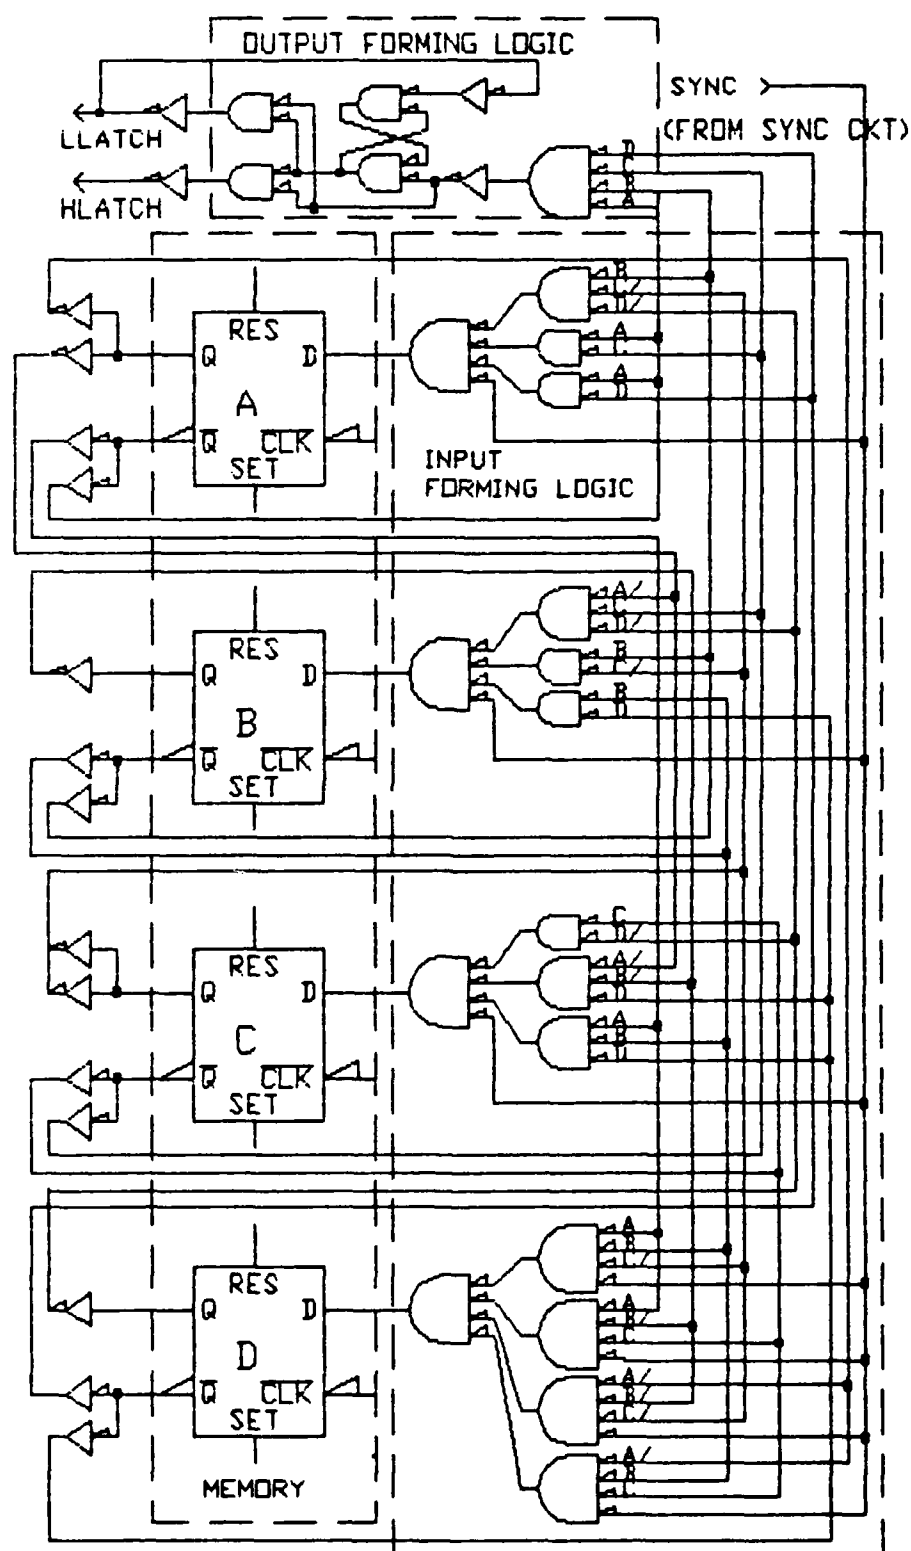 OUTPUT FORMING LOGIC
SYNC
(FROM SYNC CKT)
LLATCH
HLATCH
D
C
B
A
B
C/
D/
RES
Q
D
A
C
A
D
A
Q
CLK
SET
INPUT
FORMING LOGIC
A/
C
D/
RES
Q
D
B
C/
B
D
B
Q
CLK
SET
C
D/
RES
Q
D
A/
B/
D
A
B
D
C
Q
CLK
SET
A
B
C/
RES
Q
D
A
B/
C
D
Q
CLK
SET
A/
B/
C/
A/
B
C
MEMORY